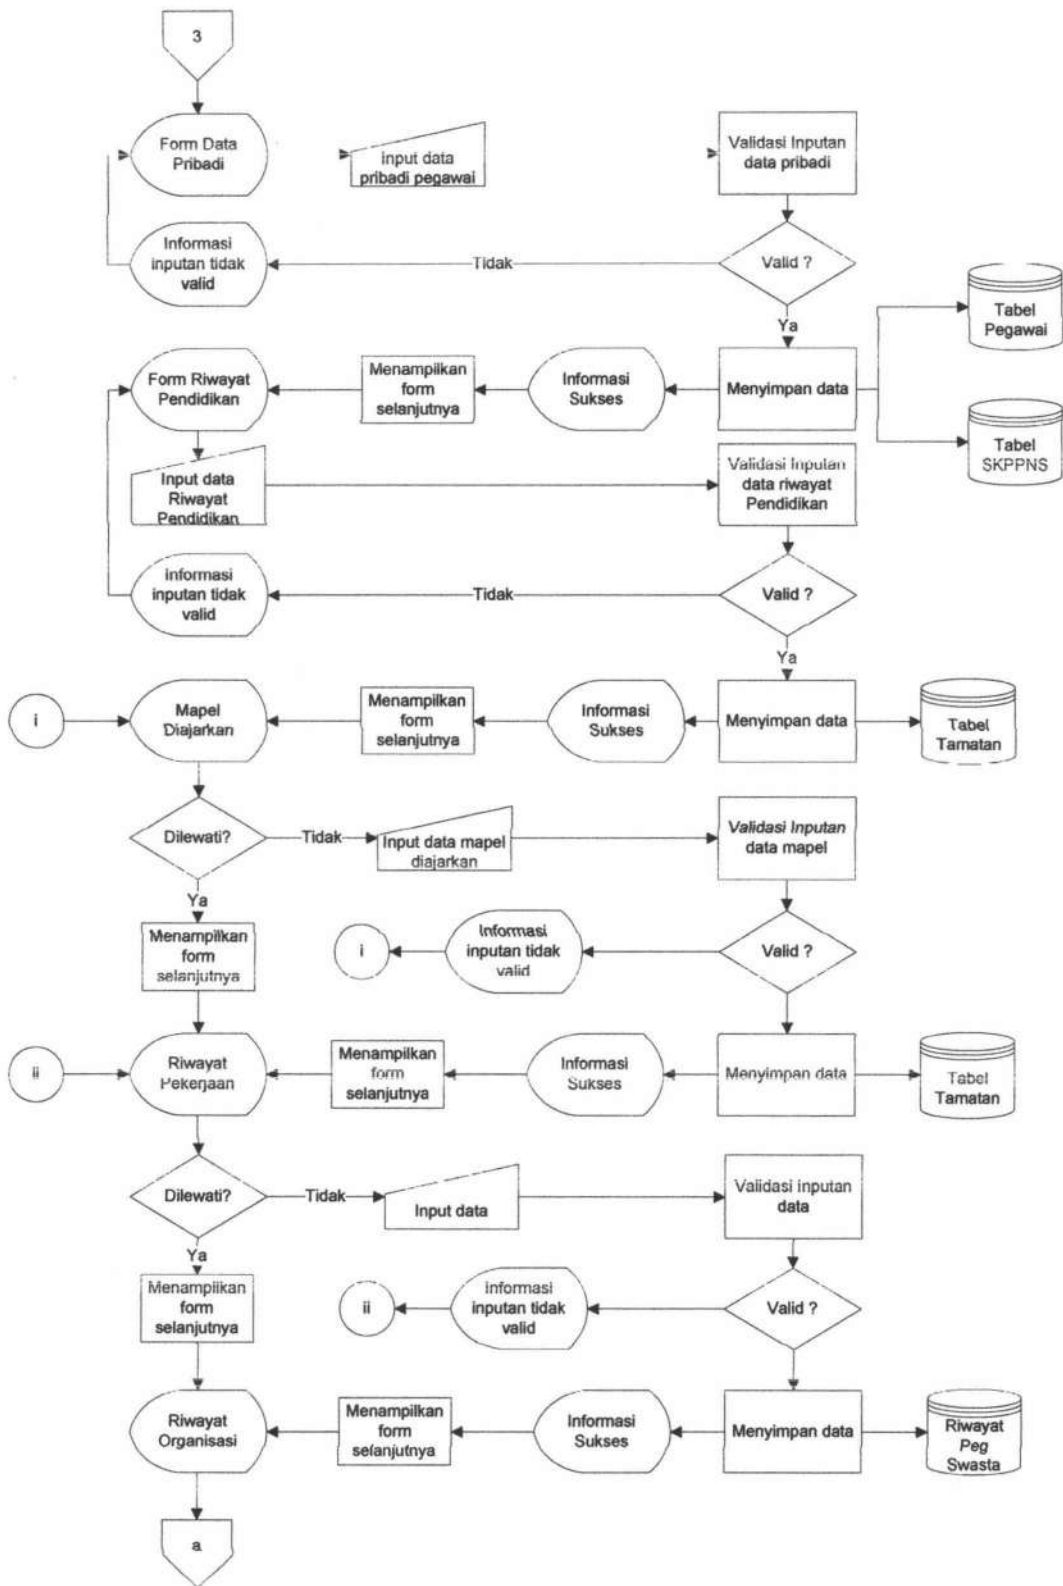 3
Form Data
Pribadi
Input data
pribadi pegawai
Validasi Inputan
data pribadi
Informasi
inputan tidak
valid
Tidak
Valid ?
Ya
Tabel
Pegawai
Form Riwayat
Pendidikan
Menampilkan
form
selanjutnya
Informasi
Sukses
Menyimpan data
Tabel
SKPPNS
Input data
Riwayat
Pendidikan
Validasi Inputan
data riwayat
Pendidikan
Informasi
inputan tidak
valid
Tidak
Valid ?
Ya
i
Mapel
Diajarkan
Menampilkan
form
selanjutnya
Informasi
Sukses
Menyimpan data
Tabel
Tamatan
Dilewati?
Tidak
Input data mapel
diajarkan
Validasi Inputan
data mapel
Ya
Menampilkan
form
selanjutnya
i
Informasi
inputan tidak
valid
Valid ?
ii
Riwayat
Pekerjaan
Menampilkan
form
selanjutnya
Informasi
Sukses
Menyimpan data
Tabel
Tamatan
Dilewati?
Tidak
Input data
Validasi inputan
data
Ya
Menampilkan
form
selanjutnya
ii
Informasi
inputan tidak
valid
Valid ?
Riwayat
Organisasi
Menampilkan
form
selanjutnya
Informasi
Sukses
Menyimpan data
Riwayat
Peg
Swasta
a